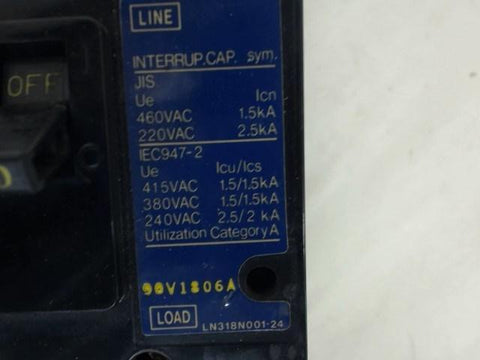 LINE
INTERRUP.CAP. sym.
OFF
JIS
Ue Icn
460VAC 1.5kA
220VAC 2.5kA
IEC947-2
Ue Icu/Ics
415VAC 1.5/1.5kA
380VAC 1.5/1.5kA
240VAC 2.5/2 kA
Utilization Category A
LOAD LN318N001-24